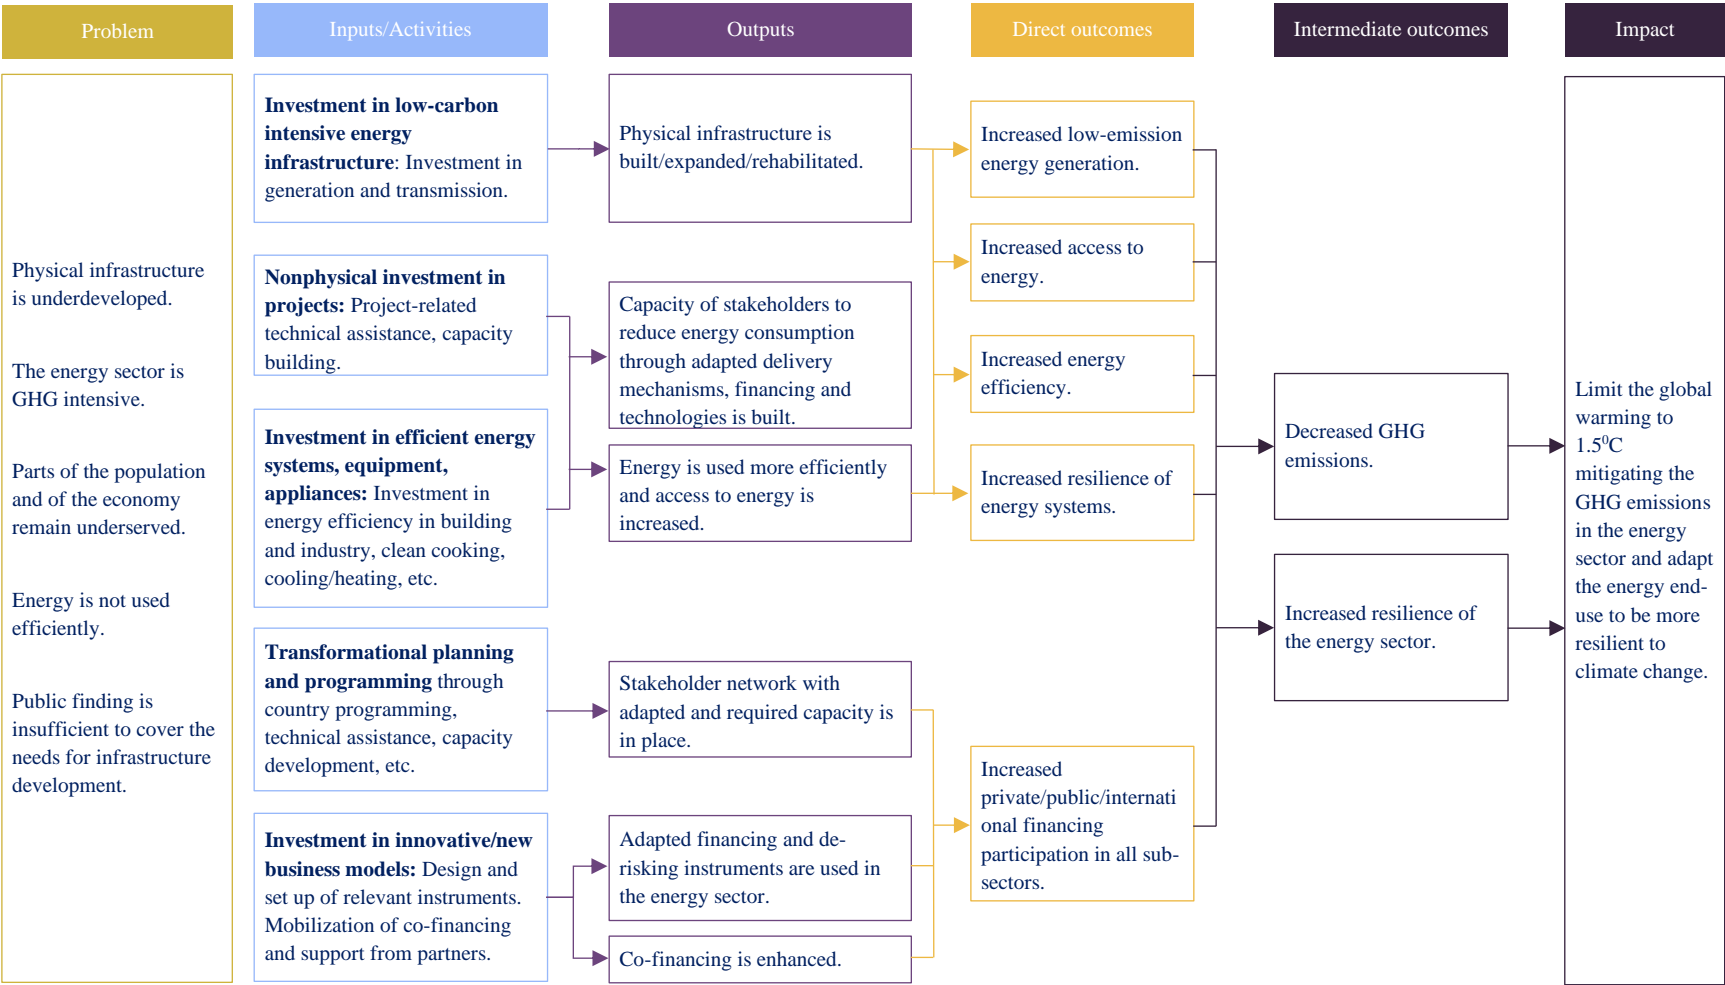 Problem
Inputs/Activities
Outputs
Direct outcomes
Intermediate outcomes
Impact
Physical infrastructure
is underdeveloped.
The energy sector is
GHG intensive.
Parts of the population
and of the economy
remain underserved.
Energy is not used
efficiently.
Public finding is
insufficient to cover the
needs for infrastructure
development.
Investment in low-carbon
intensive energy
infrastructure: Investment in
generation and transmission.
Nonphysical investment in
projects: Project-related
technical assistance, capacity
building.
Investment in efficient energy
systems, equipment,
appliances: Investment in
energy efficiency in building
and industry, clean cooking,
cooling/heating, etc.
Transformational planning
and programming through
country programming,
technical assistance, capacity
development, etc.
Investment in innovative/new
business models: Design and
set up of relevant instruments.
Mobilization of co-financing
and support from partners.
Physical infrastructure is
built/expanded/rehabilitated.
Capacity of stakeholders to
reduce energy consumption
through adapted delivery
mechanisms, financing and
technologies is built.
Energy is used more efficiently
and access to energy is
increased.
Stakeholder network with
adapted and required capacity is
in place.
Adapted financing and de-
risking instruments are used in
the energy sector.
Co-financing is enhanced.
Increased low-emission
energy generation.
Increased access to
energy.
Increased energy
efficiency.
Increased resilience of
energy systems.
Increased
private/public/internati
onal financing
participation in all sub-
sectors.
Decreased GHG
emissions.
Increased resilience of
the energy sector.
Limit the global
warming to
1.5⁰C
mitigating the
GHG emissions
in the energy
sector and adapt
the energy end-
use to be more
resilient to
climate change.